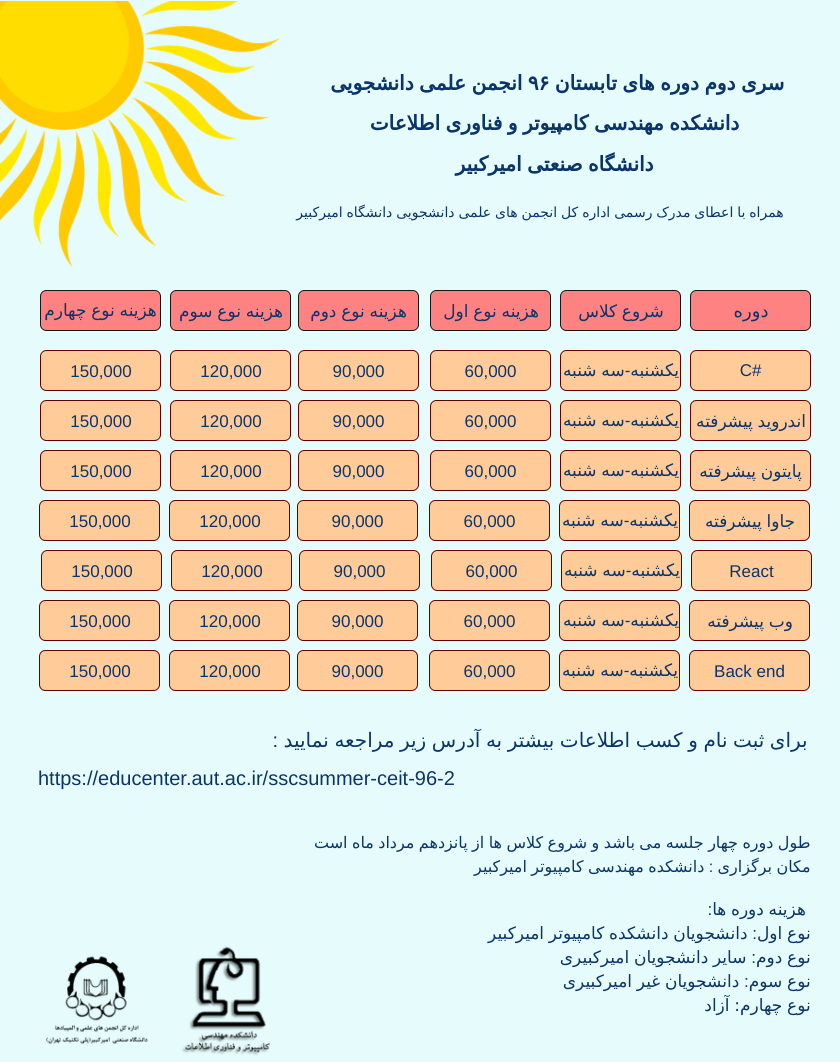 سری دوم دوره های تابستان ۹۶ انجمن علمی دانشجویی
دانشکده مهندسی کامپیوتر و فناوری اطلاعات
دانشگاه صنعتی امیرکبیر
همراه با اعطای مدرک رسمی اداره کل انجمن های علمی دانشجویی دانشگاه امیرکبیر
دوره شروع کلاس هزینه نوع اول هزینه نوع دوم هزینه نوع سوم هزینه نوع چهارم
C# یکشنبه-سه شنبه 60,000 90,000 120,000 150,000
اندروید پیشرفته یکشنبه-سه شنبه 60,000 90,000 120,000 150,000
پایتون پیشرفته یکشنبه-سه شنبه 60,000 90,000 120,000 150,000
جاوا پیشرفته یکشنبه-سه شنبه 60,000 90,000 120,000 150,000
React یکشنبه-سه شنبه 60,000 90,000 120,000 150,000
وب پیشرفته یکشنبه-سه شنبه 60,000 90,000 120,000 150,000
Back end یکشنبه-سه شنبه 60,000 90,000 120,000 150,000
برای ثبت نام و کسب اطلاعات بیشتر به آدرس زیر مراجعه نمایید :
https://educenter.aut.ac.ir/sscsummer-ceit-96-2
طول دوره چهار جلسه می باشد و شروع کلاس ها از پانزدهم مرداد ماه است
مکان برگزاری : دانشکده مهندسی کامپیوتر امیرکبیر
هزینه دوره ها:
نوع اول: دانشجویان دانشکده کامپیوتر امیرکبیر
نوع دوم: سایر دانشجویان امیرکبیری
نوع سوم: دانشجویان غیر امیرکبیری
نوع چهارم: آزاد
دانشکده مهندسی
کامپیوتر و فناوری اطلاعات
اداره کل انجمن های علمی و المپیادها
دانشگاه صنعتی امیرکبیر(پلی تکنیک تهران)